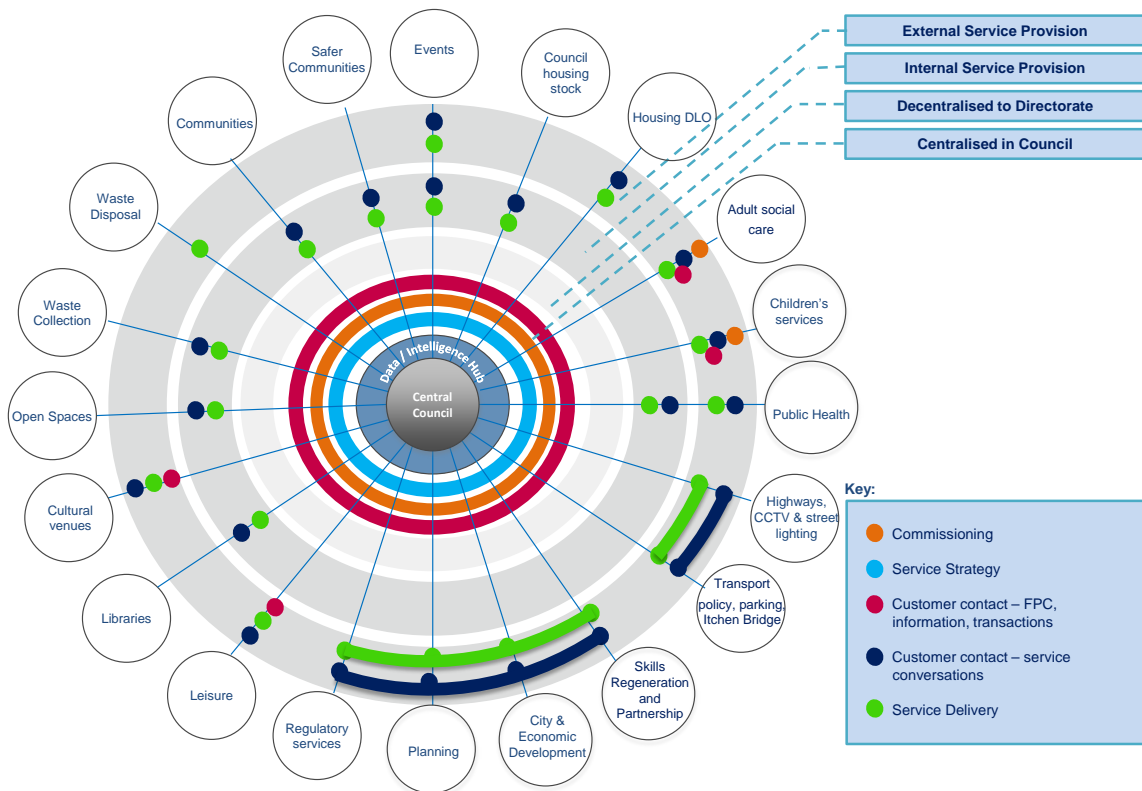 External Service Provision
Internal Service Provision
Decentralised to Directorate
Centralised in Council
Events
Safer
Communities
Council
housing
stock
Communities
Housing DLO
Waste
Disposal
Adult social
care
Waste
Collection
Children's
services
Open Spaces
Public Health
Cultural
venues
Highways,
CCTV & street
lighting
Libraries
Transport
policy, parking,
Itchen Bridge
Leisure
Skills
Regeneration
and
Partnership
Regulatory
services
Planning
City &
Economic
Development
Data / Intelligence Hub
Central
Council
Key:
Commissioning
Service Strategy
Customer contact – FPC,
information, transactions
Customer contact – service
conversations
Service Delivery